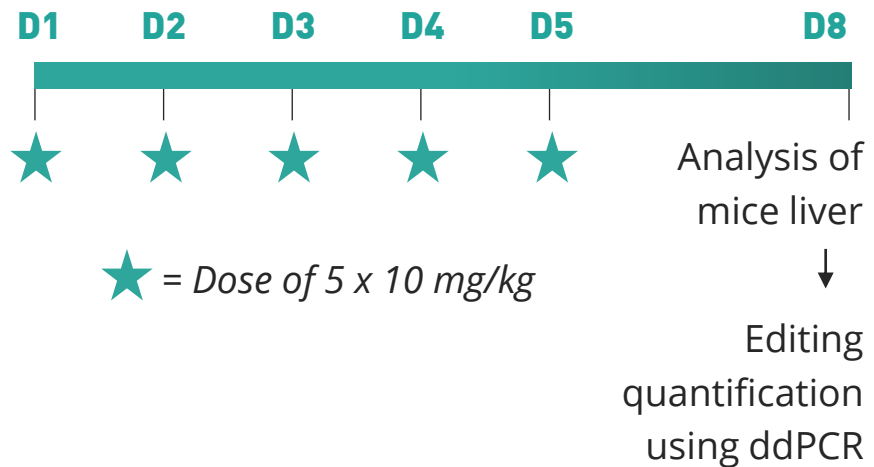 D1 D2 D3 D4 D5 D8
Analysis of
mice liver
= Dose of 5 x 10 mg/kg
Editing
quantification
using ddPCR